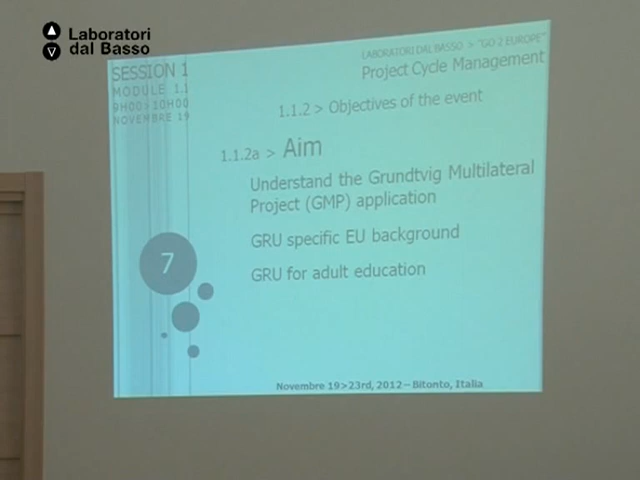 Laboratori
dal Basso
SESSION 1
MODULE 1.1
9H00>10H00
NOVEMBRE 19
LABORATORI DAL BASSO > "GO 2 EUROPE"
Project Cycle Management
1.1.2 > Objectives of the event
1.1.2a > Aim
Understand the Grundtvig Multilateral
Project (GMP) application
GRU specific EU background
GRU for adult education
7
Novembre 19>23rd, 2012 – Bitonto, Italia